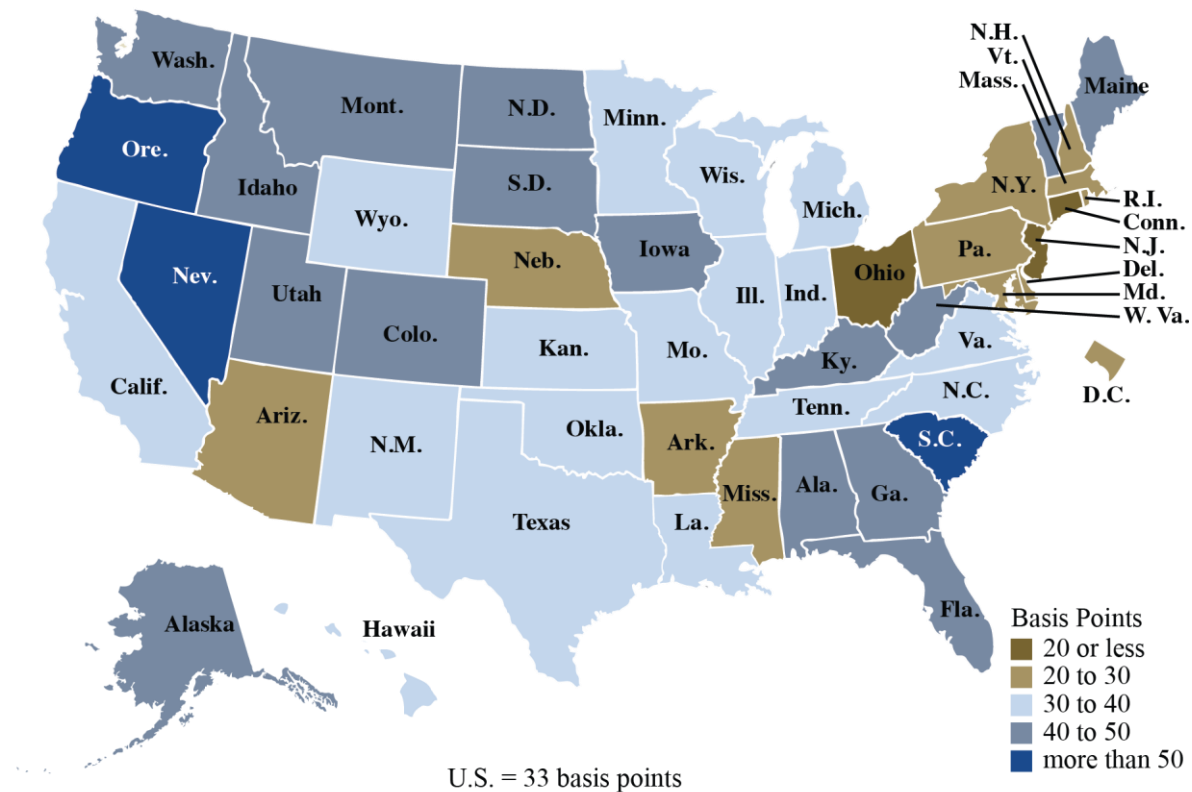 N.H.
Vt.
Mass.
Maine
Wash.
Mont.
N.D.
Minn.
Ore.
Idaho
S.D.
Wis.
Mich.
N.Y.
R.I.
Conn.
N.J.
Del.
Md.
W. Va.
Wyo.
Iowa
Neb.
Ohio
Pa.
Nev.
Utah
Colo.
Ill.
Ind.
Kan.
Mo.
Ky.
Va.
Calif.
Ariz.
N.M.
Okla.
Ark.
Tenn.
N.C.
D.C.
S.C.
Texas
La.
Miss.
Ala.
Ga.
Fla.
Alaska
Hawaii
Basis Points
20 or less
20 to 30
30 to 40
40 to 50
more than 50
U.S. = 33 basis points